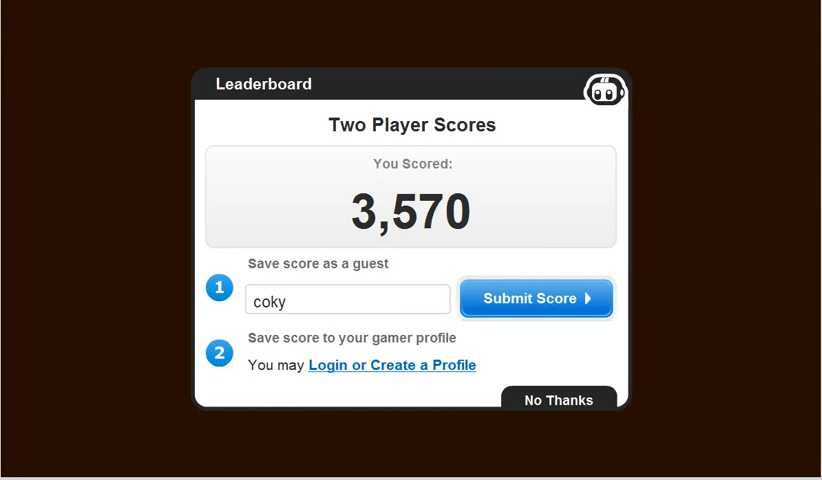 Leaderboard
Two Player Scores
You Scored:
3,570
Save score as a guest
1
coky
Submit Score
Save score to your gamer profile
2
You may Login or Create a Profile
No Thanks